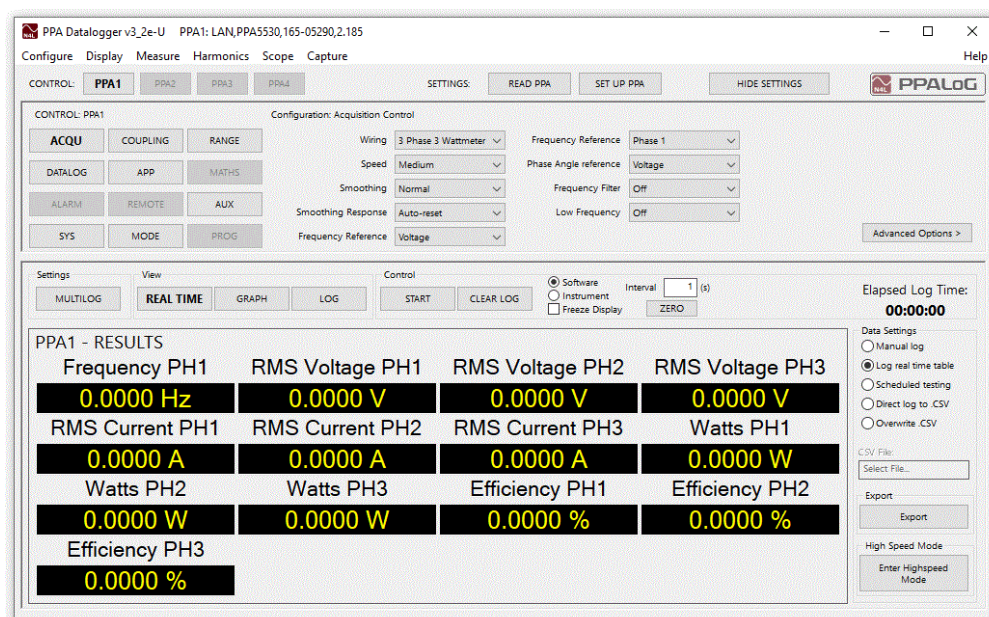 PPA Datalogger v3_2e-U PPA1: LAN,PPA5530,165-05290,2.185
Configure Display Measure Harmonics Scope Capture Help
CONTROL: PPA1 PPA2 PPA3 PPA4 SETTINGS: READ PPA SET UP PPA HIDE SETTINGS N4L PPALoG
CONTROL: PPA1 Configuration: Acquisition Control
ACQU COUPLING RANGE Wiring 3 Phase 3 Wattmeter Frequency Reference Phase 1
DATALOG APP MATHS Speed Medium Phase Angle reference Voltage
Smoothing Normal Frequency Filter Off
ALARM REMOTE AUX Smoothing Response Auto-reset Low Frequency Off
SYS MODE PROG Frequency Reference Voltage Advanced Options >
Settings View Control
MULTILOG REAL TIME GRAPH LOG START CLEAR LOG Software Interval 1 (s)
Instrument
Freeze Display ZERO
Elapsed Log Time:
00:00:00
PPA1 - RESULTS
Frequency PH1 RMS Voltage PH1 RMS Voltage PH2 RMS Voltage PH3
0.0000 Hz 0.0000 V 0.0000 V 0.0000 V
RMS Current PH1 RMS Current PH2 RMS Current PH3 Watts PH1
0.0000 A 0.0000 A 0.0000 A 0.0000 W
Watts PH2 Watts PH3 Efficiency PH1 Efficiency PH2
0.0000 W 0.0000 W 0.0000 % 0.0000 %
Efficiency PH3
0.0000 %
Data Settings
Manual log
Log real time table
Scheduled testing
Direct log to .CSV
Overwrite .CSV
CSV File:
Select File...
Export
Export
High Speed Mode
Enter Highspeed
Mode